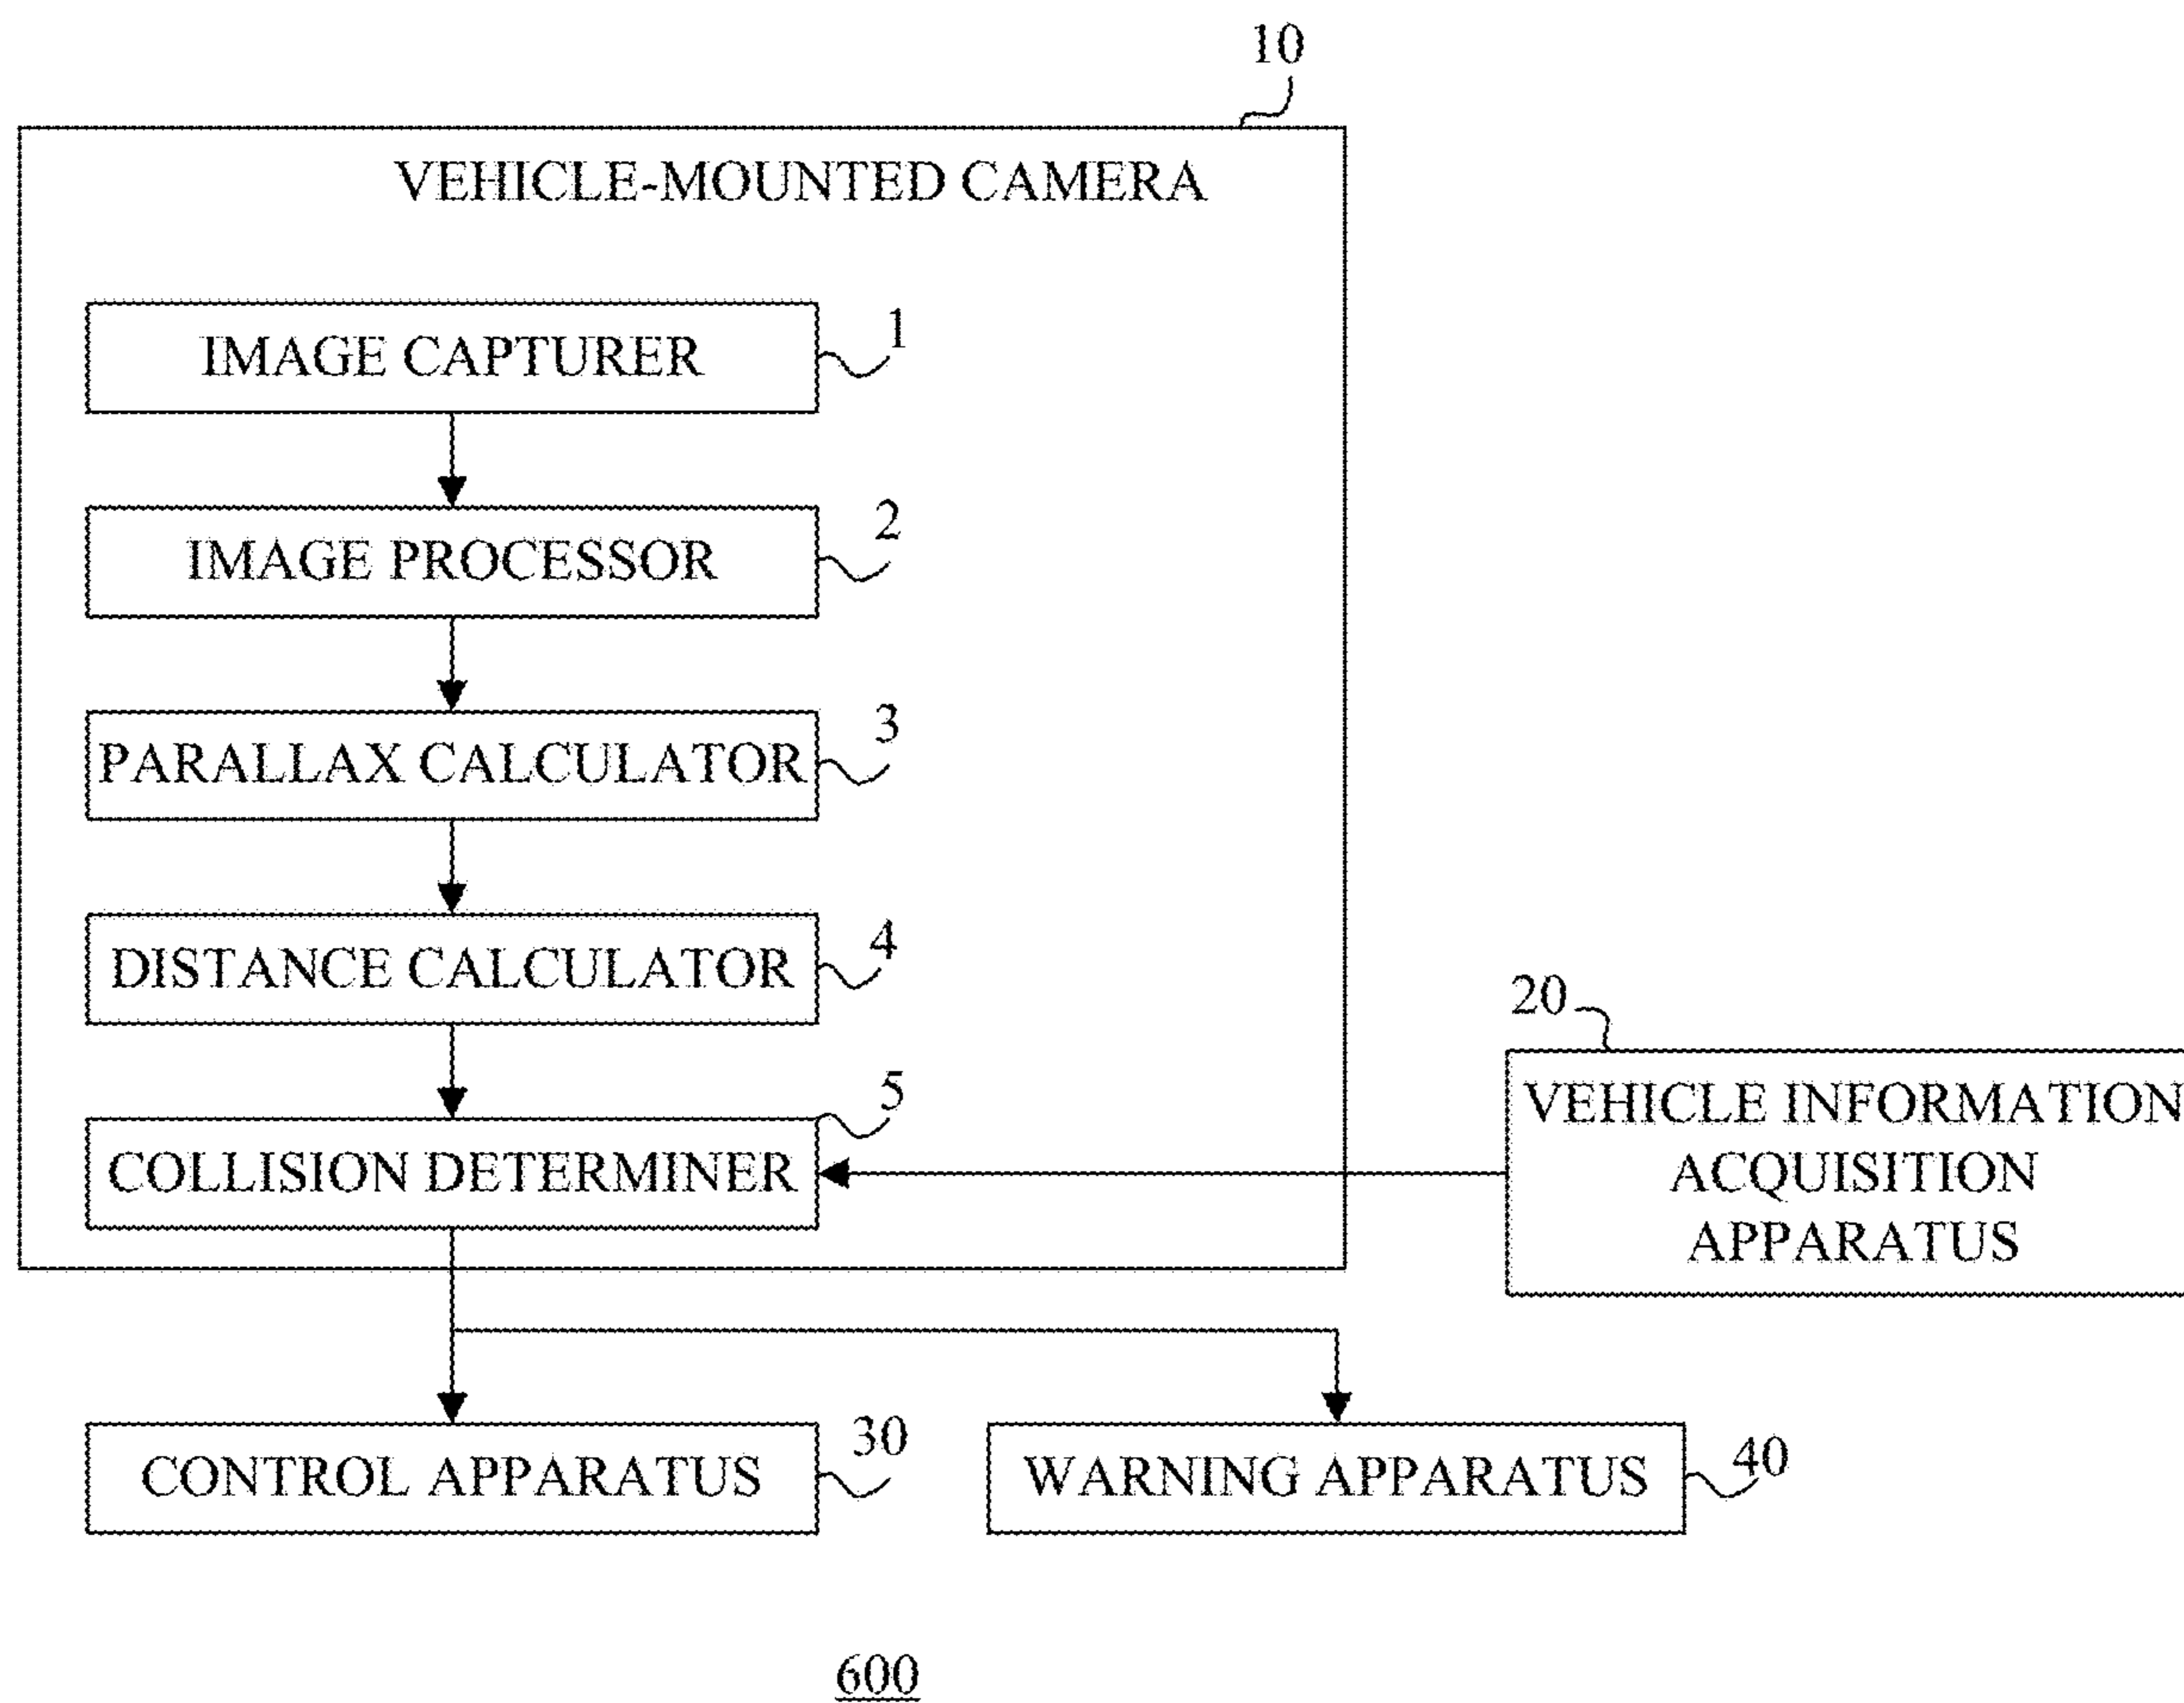 10
VEHICLE-MOUNTED CAMERA
IMAGE CAPTURER
1
IMAGE PROCESSOR
2
PARALLAX CALCULATOR
3
DISTANCE CALCULATOR
4
20
VEHICLE INFORMATION
ACQUISITION
APPARATUS
COLLISION DETERMINER
5
CONTROL APPARATUS
30
WARNING APPARATUS
40
600